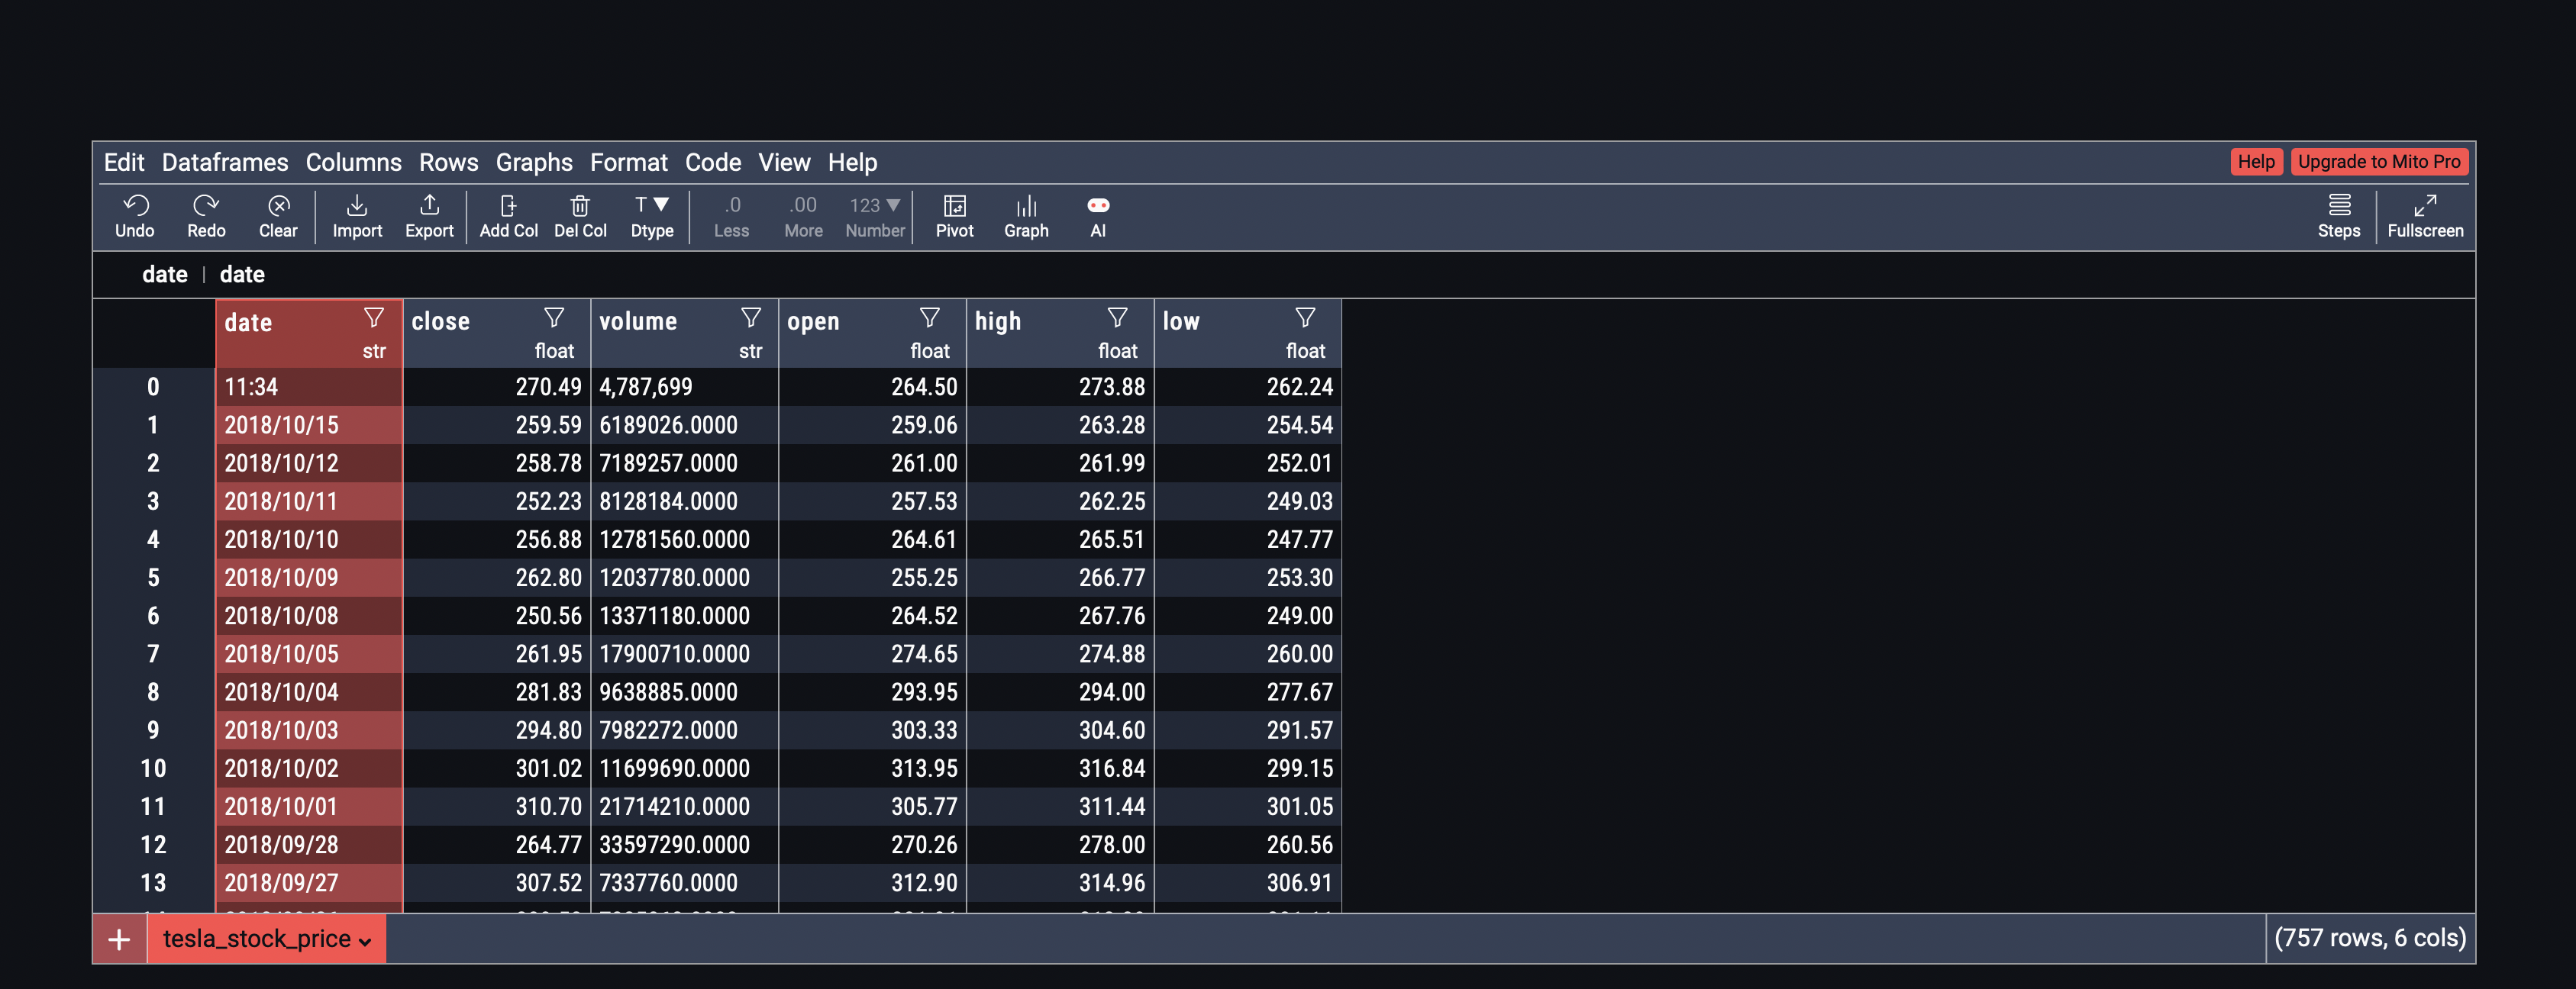 Edit Dataframes Columns Rows Graphs Format Code View Help Help Upgrade to Mito Pro
.0 .00 123
Undo Redo Clear Import Export Add Col Del Col Dtype Less More Number Pivot Graph AI Steps Fullscreen
date | date
date close volume open high low
str float str float float float
0 11:34 270.49 4,787,699 264.50 273.88 262.24
1 2018/10/15 259.59 6189026.0000 259.06 263.28 254.54
2 2018/10/12 258.78 7189257.0000 261.00 261.99 252.01
3 2018/10/11 252.23 8128184.0000 257.53 262.25 249.03
4 2018/10/10 256.88 12781560.0000 264.61 265.51 247.77
5 2018/10/09 262.80 12037780.0000 255.25 266.77 253.30
6 2018/10/08 250.56 13371180.0000 264.52 267.76 249.00
7 2018/10/05 261.95 17900710.0000 274.65 274.88 260.00
8 2018/10/04 281.83 9638885.0000 293.95 294.00 277.67
9 2018/10/03 294.80 7982272.0000 303.33 304.60 291.57
10 2018/10/02 301.02 11699690.0000 313.95 316.84 299.15
11 2018/10/01 310.70 21714210.0000 305.77 311.44 301.05
12 2018/09/28 264.77 33597290.0000 270.26 278.00 260.56
13 2018/09/27 307.52 7337760.0000 312.90 314.96 306.91
+ tesla_stock_price (757 rows, 6 cols)